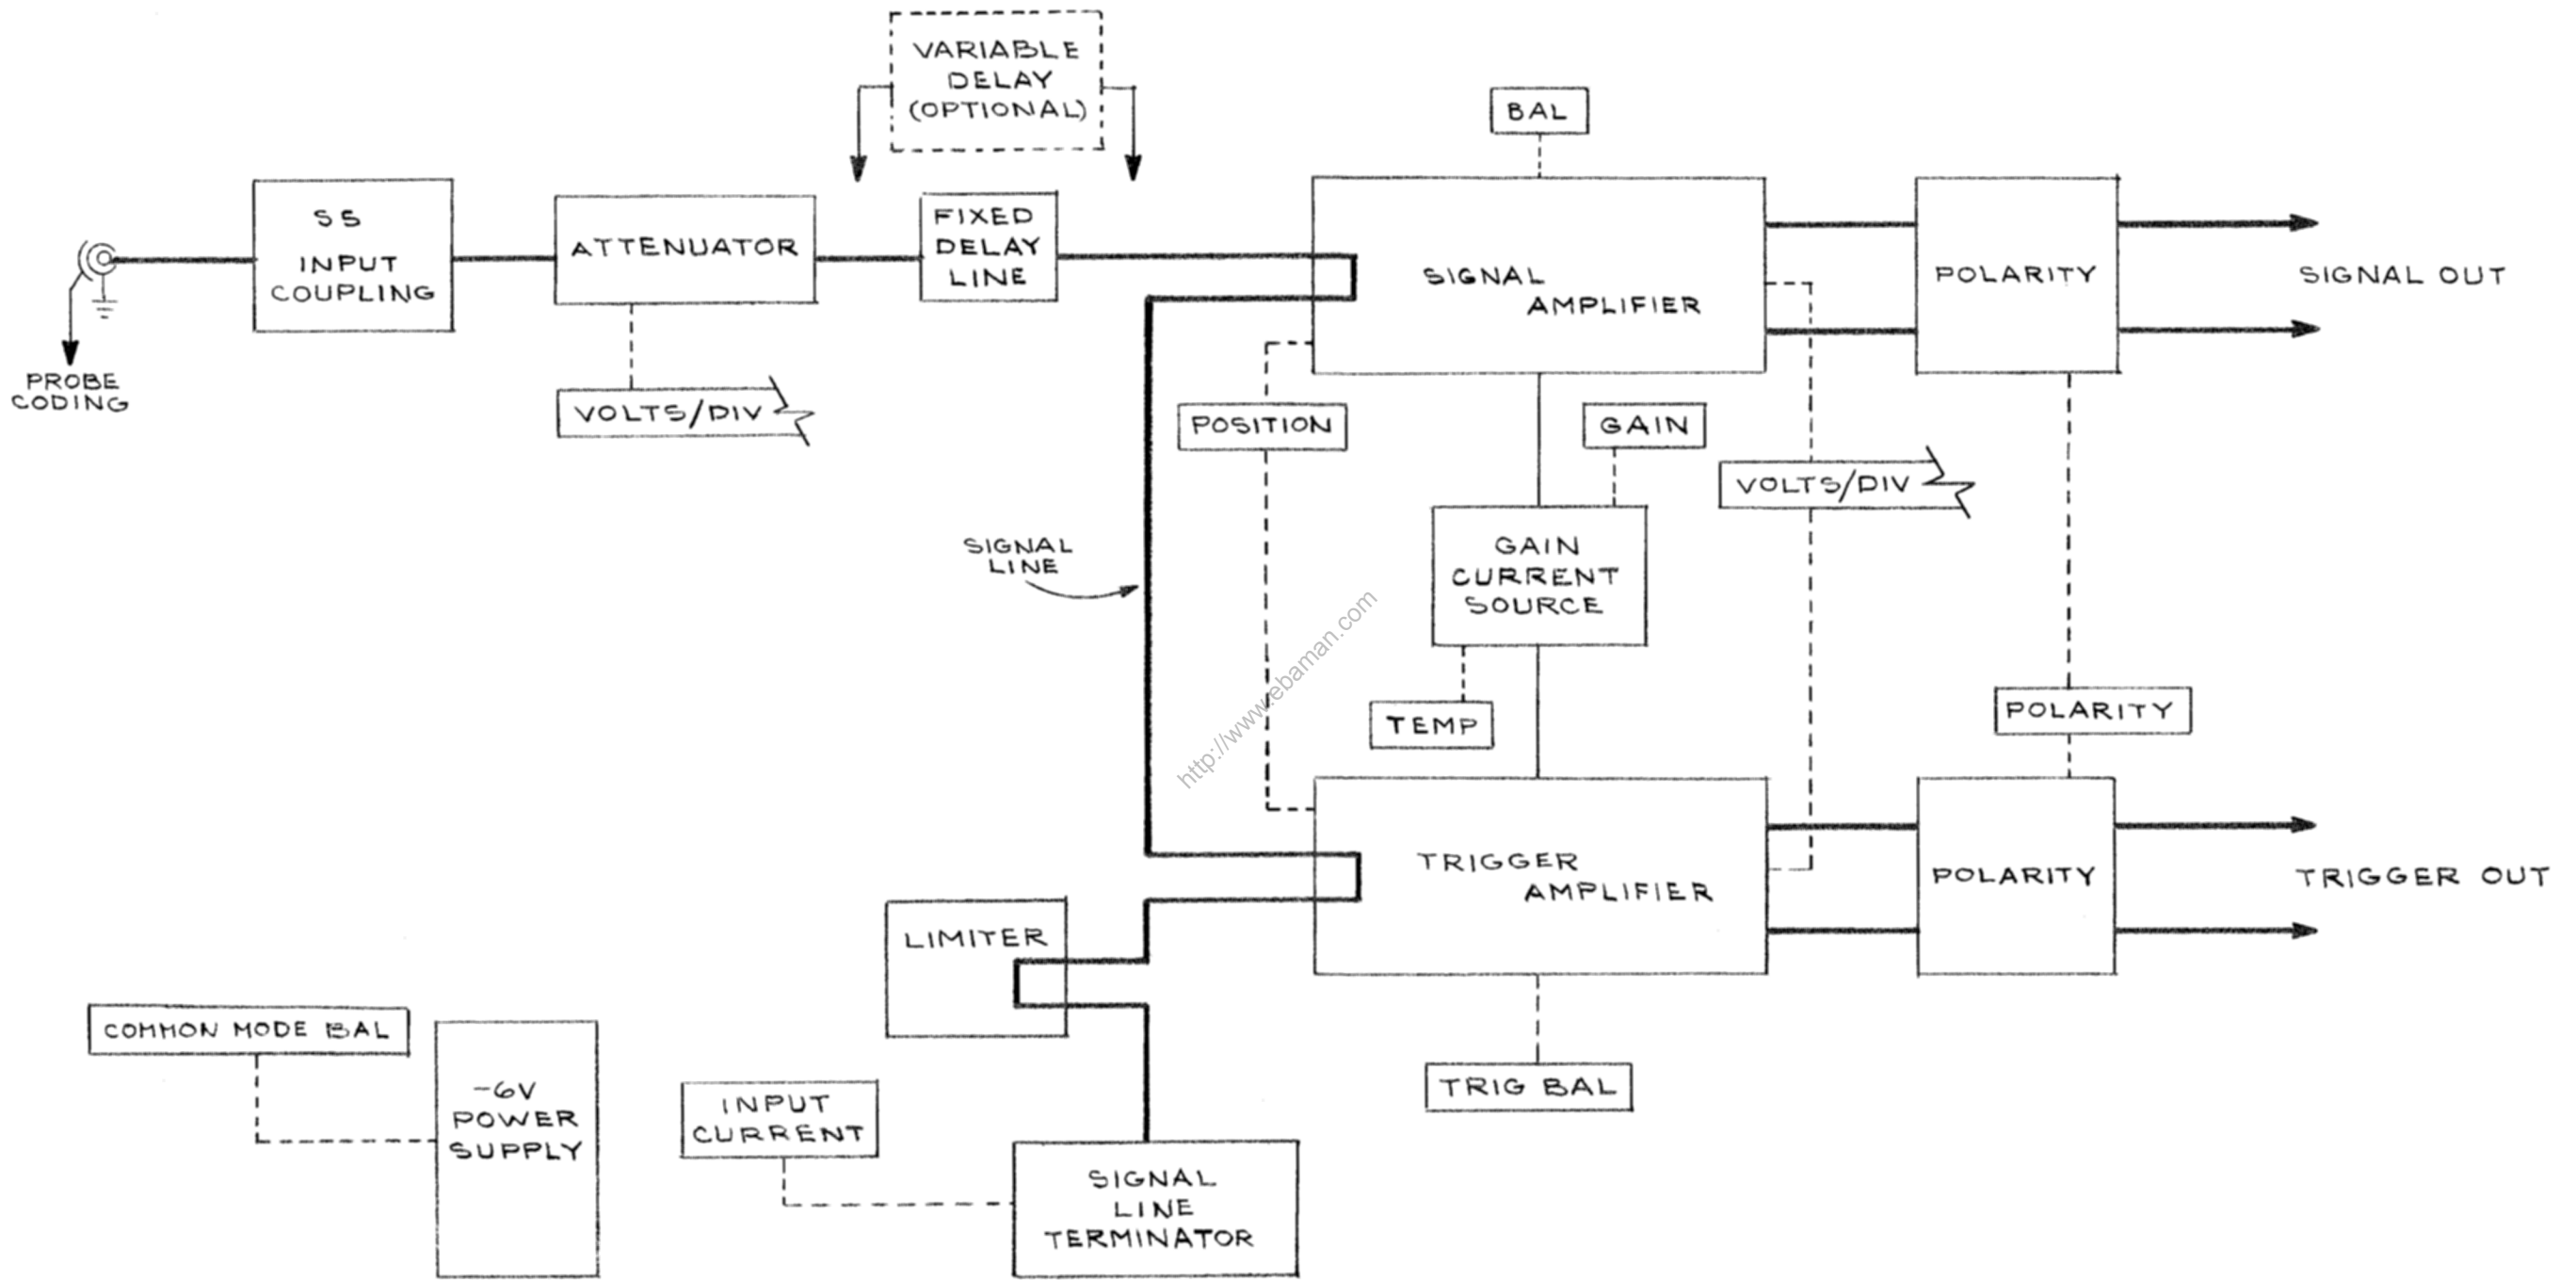 VARIABLE
DELAY
(OPTIONAL)
BAL
S5
INPUT
COUPLING
ATTENUATOR
FIXED
DELAY
LINE
SIGNAL
AMPLIFIER
POLARITY
SIGNAL OUT
PROBE
CODING
VOLTS/DIV
POSITION
GAIN
VOLTS/DIV
SIGNAL
LINE
GAIN
CURRENT
SOURCE
http://www.ebaman.com
TEMP
POLARITY
TRIGGER
AMPLIFIER
POLARITY
TRIGGER OUT
LIMITER
COMMON MODE BAL
-6V
POWER
SUPPLY
INPUT
CURRENT
TRIG BAL
SIGNAL
LINE
TERMINATOR